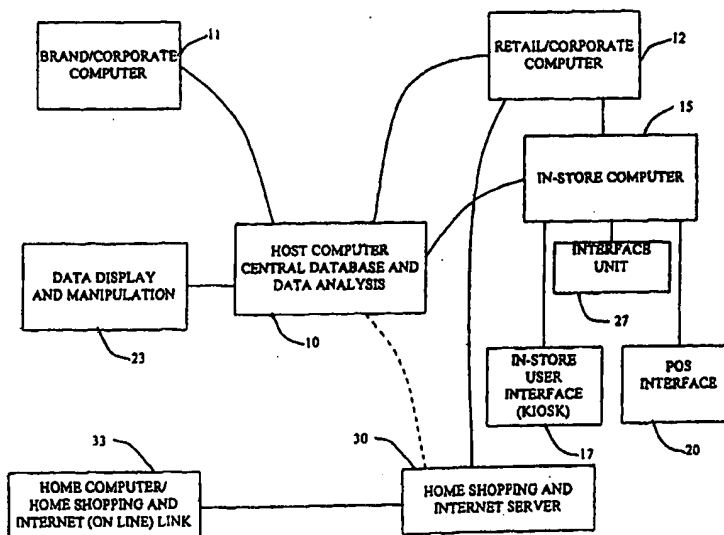 11
BRAND/CORPORATE
COMPUTER
RETAIL/CORPORATE
COMPUTER
12
15
IN-STORE COMPUTER
HOST COMPUTER
CENTRAL DATABASE AND
DATA ANALYSIS
10
DATA DISPLAY
AND MANIPULATION
23
INTERFACE
UNIT
27
IN-STORE
USER
INTERFACE
(KIOSK)
17
POS
INTERFACE
20
33
HOME COMPUTER/
HOME SHOPPING AND
INTERNET (ON LINE) LINK
30
HOME SHOPPING AND
INTERNET SERVER